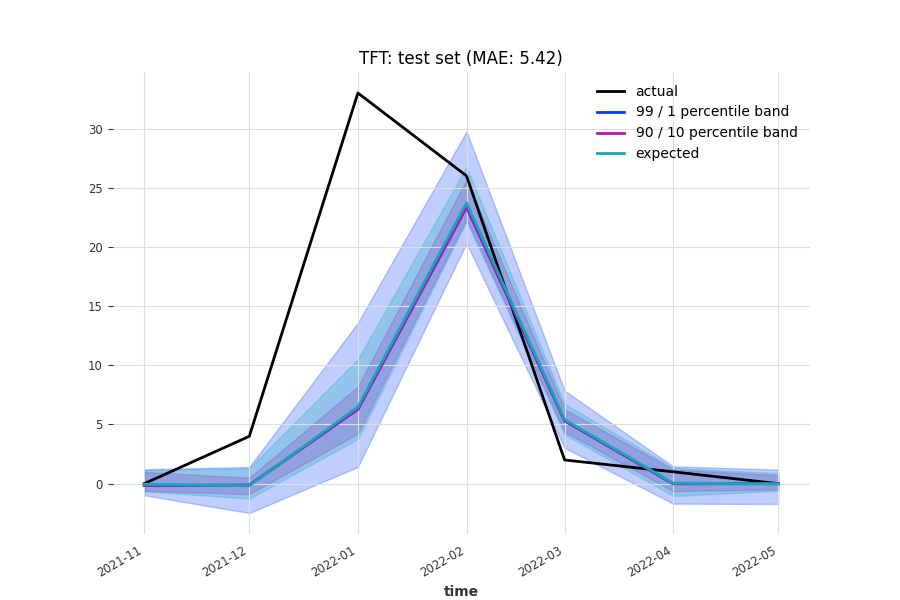 TFT: test set (MAE: 5.42)
actual
99 / 1 percentile band
90 / 10 percentile band
expected
30
25
20
15
10
5
0
2021-11
2021-12
2022-01
2022-02
2022-03
2022-04
2022-05
time